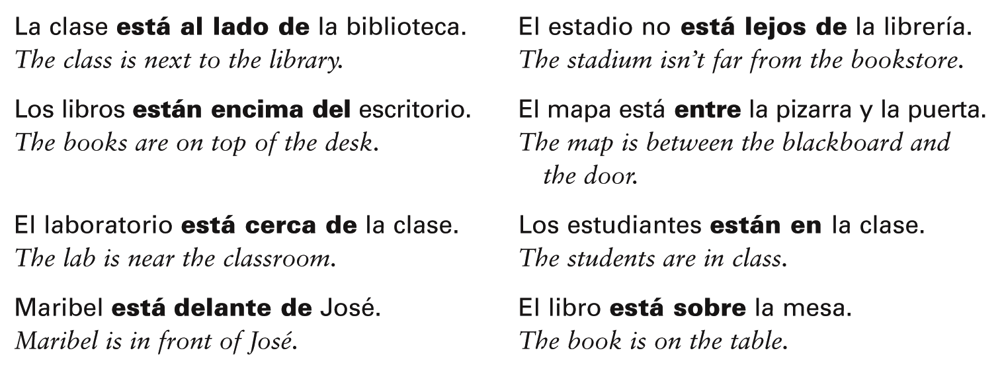 La clase está al lado de la biblioteca.
The class is next to the library.
Los libros están encima del escritorio.
The books are on top of the desk.
El laboratorio está cerca de la clase.
The lab is near the classroom.
Maribel está delante de José.
Maribel is in front of José.
El estadio no está lejos de la librería.
The stadium isn’t far from the bookstore.
El mapa está entre la pizarra y la puerta.
The map is between the blackboard and
the door.
Los estudiantes están en la clase.
The students are in class.
El libro está sobre la mesa.
The book is on the table.